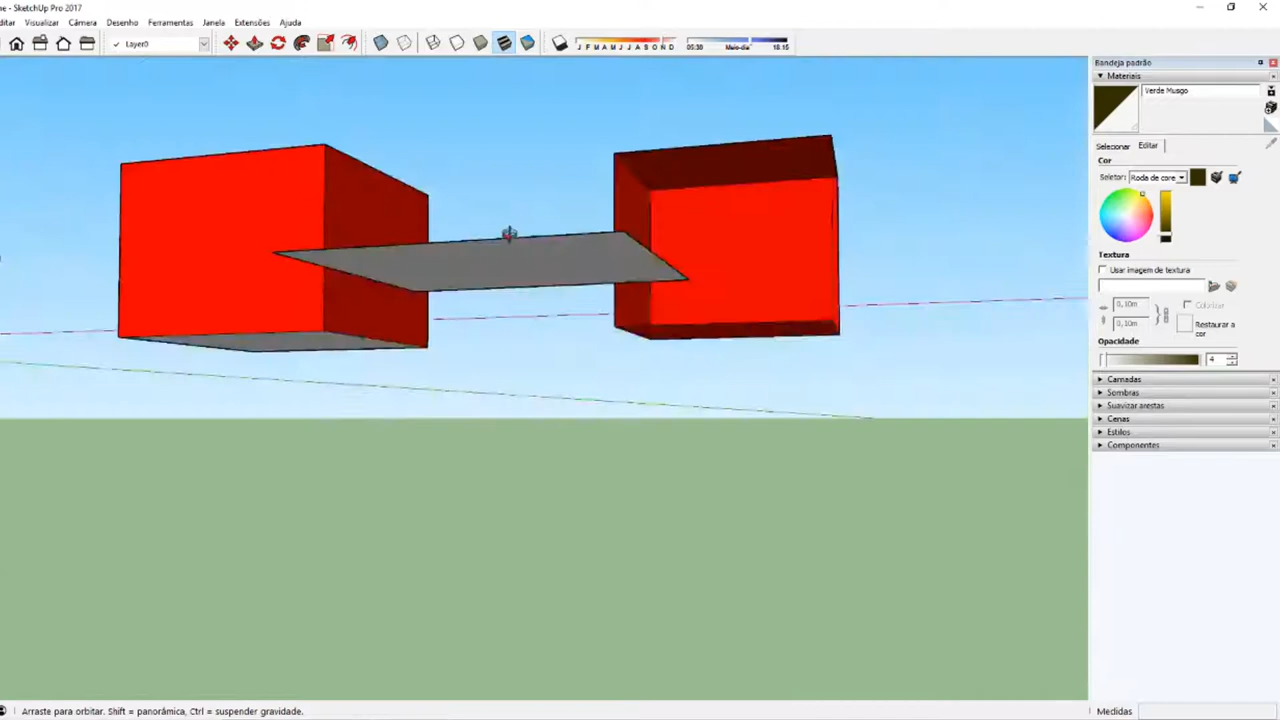 ne - SketchUp Pro 2017
ditar Visualizar Câmera Desenho Ferramentas Janela Extensões Ajuda
Layer0
J F M A M J J A S O N D
05:38 Meio-dia 18:15
Bandeja padrão
Materiais
Verde Musgo
Selecionar Editar
Cor
Seletor: Roda de core
Textura
Usar imagem de textura
0,10m
Colorizar
0,10m
Restaurar a
cor
Opacidade
4
Camadas
Sombras
Suavizar arestas
Cenas
Estilos
Componentes
Arraste para orbitar. Shift = panorâmica, Ctrl = suspender gravidade.
Medidas